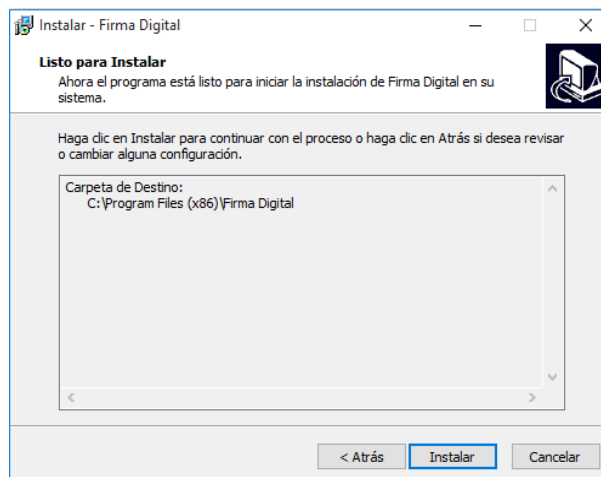 Instalar - Firma Digital
Listo para Instalar
Ahora el programa está listo para iniciar la instalación de Firma Digital en su
sistema.
Haga clic en Instalar para continuar con el proceso o haga clic en Atrás si desea revisar
o cambiar alguna configuración.
Carpeta de Destino:
C:\Program Files (x86)\Firma Digital
< Atrás
Instalar
Cancelar